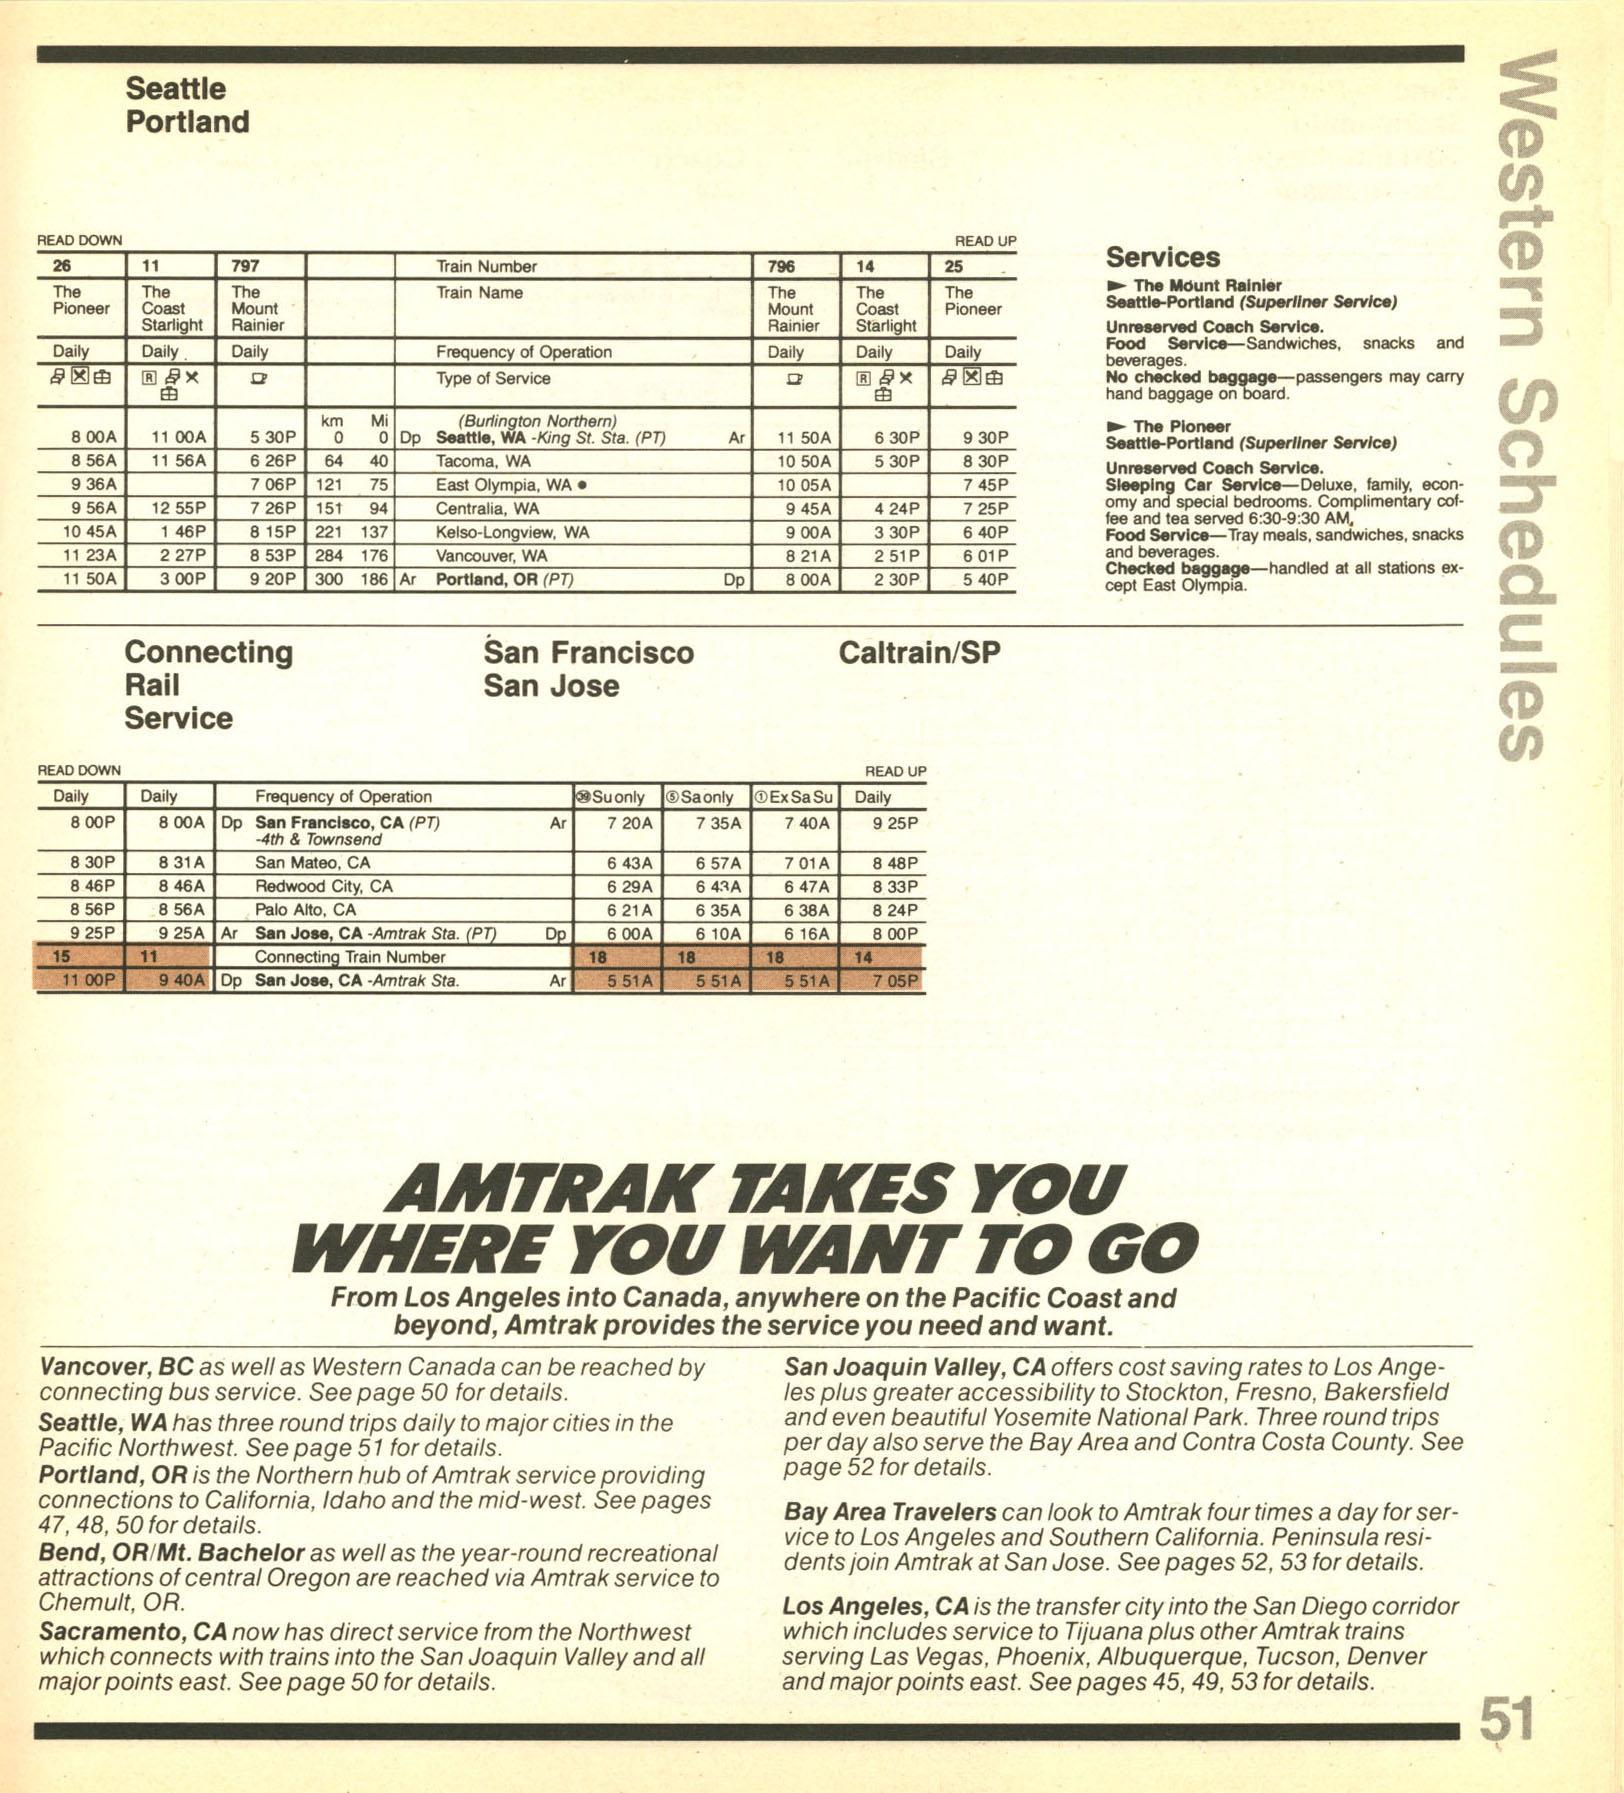 Western Schedules
Seattle
Portland
READ DOWN READ UP
26 11 797 Train Number 796 14 25
The Pioneer The Coast Starlight The Mount Rainier Train Name The Mount Rainier The Coast Starlight The Pioneer
Daily Daily Daily Frequency of Operation Daily Daily Daily
R Type of Service R
km Mi (Burlington Northern)
8 00A 11 00A 5 30P 0 0 Dp Seattle, WA -King St. Sta. (PT) Ar 11 50A 6 30P 9 30P
8 56A 11 56A 6 26P 64 40 Tacoma, WA 10 50A 5 30P 8 30P
9 36A 7 06P 121 75 East Olympia, WA ● 10 05A 7 45P
9 56A 12 55P 7 26P 151 94 Centralia, WA 9 45A 4 24P 7 25P
10 45A 1 46P 8 15P 221 137 Kelso-Longview, WA 9 00A 3 30P 6 40P
11 23A 2 27P 8 53P 284 176 Vancouver, WA 8 21A 2 51P 6 01P
11 50A 3 00P 9 20P 300 186 Ar Portland, OR (PT) Dp 8 00A 2 30P 5 40P
Services
► The Mount Rainier
Seattle-Portland (Superliner Service)
Unreserved Coach Service.
Food Service—Sandwiches, snacks and
beverages.
No checked baggage—passengers may carry
hand baggage on board.
► The Pioneer
Seattle-Portland (Superliner Service)
Unreserved Coach Service.
Sleeping Car Service—Deluxe, family, econ-
omy and special bedrooms. Complimentary cof-
fee and tea served 6:30-9:30 AM.
Food Service—Tray meals, sandwiches, snacks
and beverages.
Checked baggage—handled at all stations ex-
cept East Olympia.
Connecting
Rail
Service
San Francisco
San Jose
Caltrain/SP
READ DOWN READ UP
Daily Daily Frequency of Operation ㊴Su only ⑤Sa only ①Ex Sa Su Daily
8 00P 8 00A Dp San Francisco, CA (PT) Ar 7 20A 7 35A 7 40A 9 25P
-4th & Townsend
8 30P 8 31A San Mateo, CA 6 43A 6 57A 7 01A 8 48P
8 46P 8 46A Redwood City, CA 6 29A 6 43A 6 47A 8 33P
8 56P 8 56A Palo Alto, CA 6 21A 6 35A 6 38A 8 24P
9 25P 9 25A Ar San Jose, CA -Amtrak Sta. (PT) Dp 6 00A 6 10A 6 16A 8 00P
15 11 Connecting Train Number 18 18 18 14
11 00P 9 40A Dp San Jose, CA -Amtrak Sta. Ar 5 51A 5 51A 5 51A 7 05P
AMTRAK TAKES YOU
WHERE YOU WANT TO GO
From Los Angeles into Canada, anywhere on the Pacific Coast and
beyond, Amtrak provides the service you need and want.
Vancover, BC as well as Western Canada can be reached by
connecting bus service. See page 50 for details.
Seattle, WA has three round trips daily to major cities in the
Pacific Northwest. See page 51 for details.
Portland, OR is the Northern hub of Amtrak service providing
connections to California, Idaho and the mid-west. See pages
47, 48, 50 for details.
Bend, OR/Mt. Bachelor as well as the year-round recreational
attractions of central Oregon are reached via Amtrak service to
Chemult, OR.
Sacramento, CA now has direct service from the Northwest
which connects with trains into the San Joaquin Valley and all
major points east. See page 50 for details.
San Joaquin Valley, CA offers cost saving rates to Los Ange-
les plus greater accessibility to Stockton, Fresno, Bakersfield
and even beautiful Yosemite National Park. Three round trips
per day also serve the Bay Area and Contra Costa County. See
page 52 for details.
Bay Area Travelers can look to Amtrak four times a day for ser-
vice to Los Angeles and Southern California. Peninsula resi-
dents join Amtrak at San Jose. See pages 52, 53 for details.
Los Angeles, CA is the transfer city into the San Diego corridor
which includes service to Tijuana plus other Amtrak trains
serving Las Vegas, Phoenix, Albuquerque, Tucson, Denver
and major points east. See pages 45, 49, 53 for details.
51